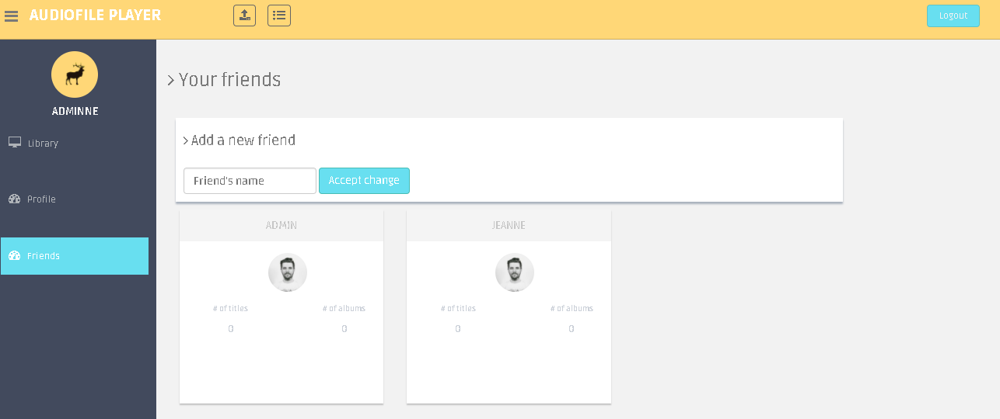 AUDIOFILE PLAYER
Logout
ADMINNE
Library
Profile
Friends
Your friends
Add a new friend
Friend's name
Accept change
ADMIN
# of titles
# of albums
0
0
JEANNE
# of titles
# of albums
0
0